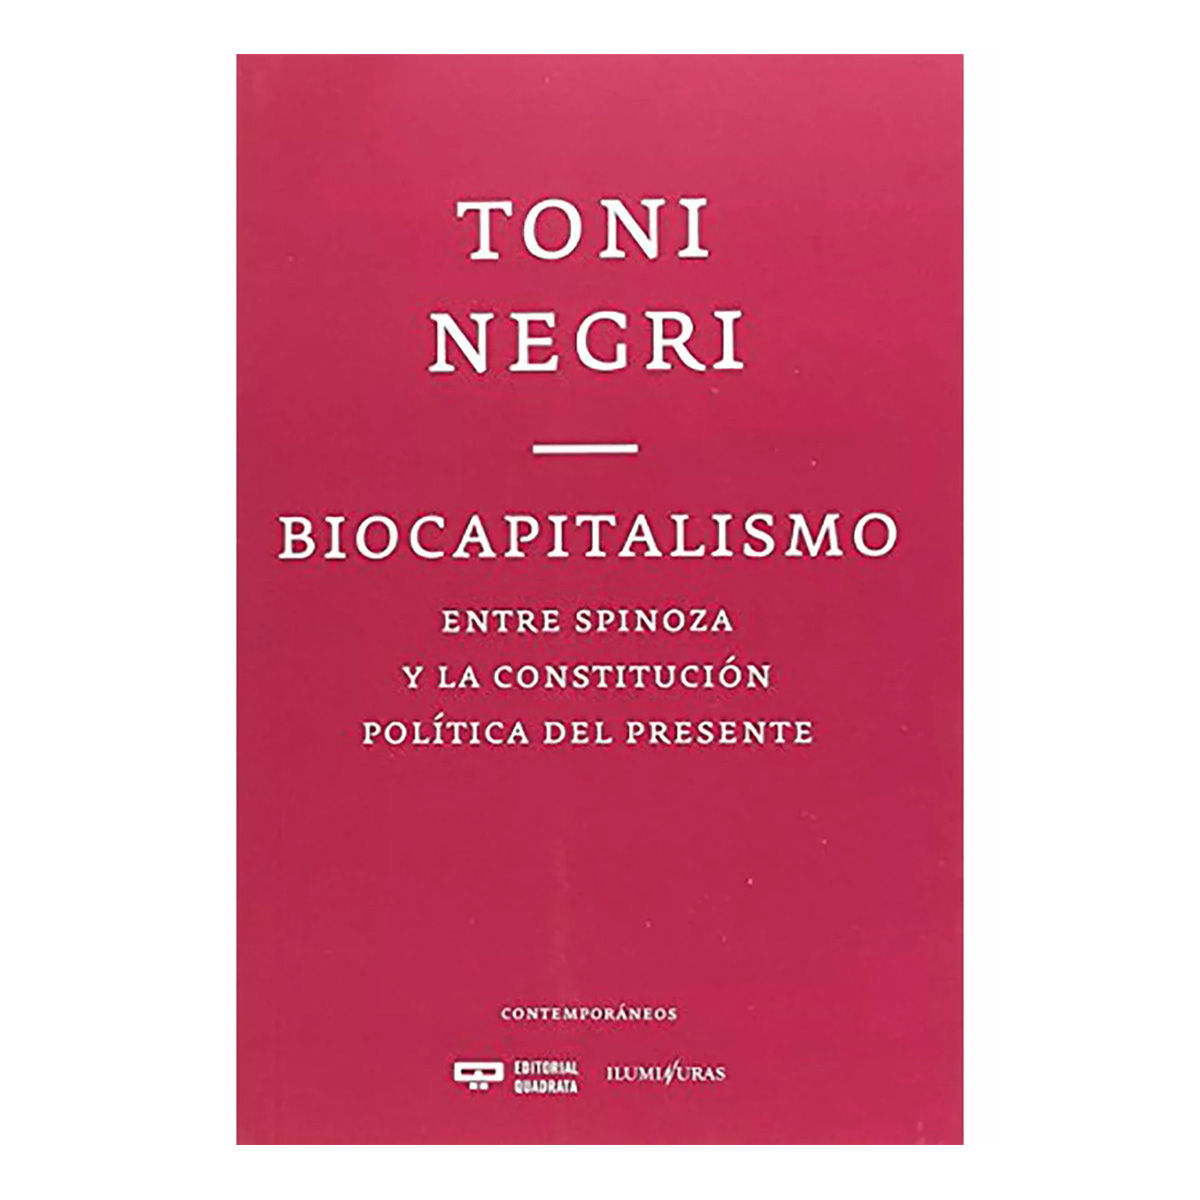 TONI
NEGRI
BIOCAPITALISMO
ENTRE SPINOZA
Y LA CONSTITUCIÓN
POLÍTICA DEL PRESENTE
CONTEMPORÁNEOS
EDITORIAL
QUADRATA
ILUMINURAS